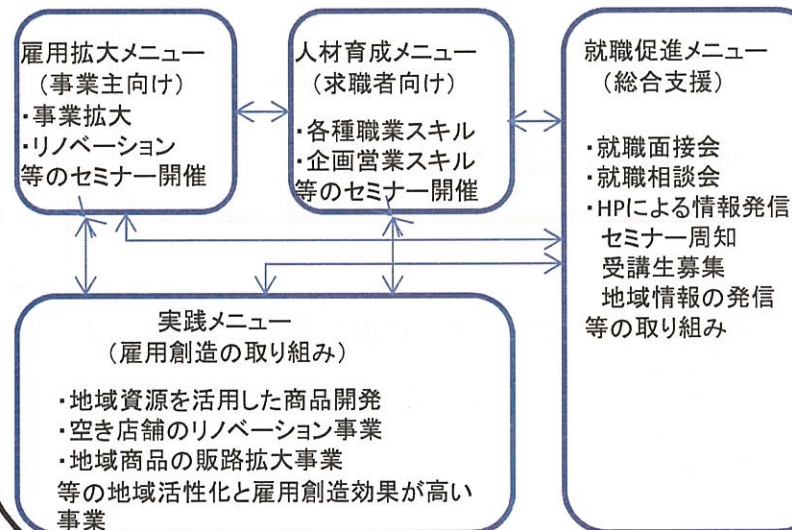 雇用拡大メニュー
（事業主向け）
・事業拡大
・リノベーション
等のセミナー開催
人材育成メニュー
（求職者向け）
・各種職業スキル
・企画営業スキル
等のセミナー開催
就職促進メニュー
（総合支援）
・就職面接会
・就職相談会
・HPによる情報発信
セミナー周知
受講生募集
地域情報の発信
等の取り組み
実践メニュー
（雇用創造の取り組み）
・地域資源を活用した商品開発
・空き店舗のリノベーション事業
・地域商品の販路拡大事業
等の地域活性化と雇用創造効果が高い
事業